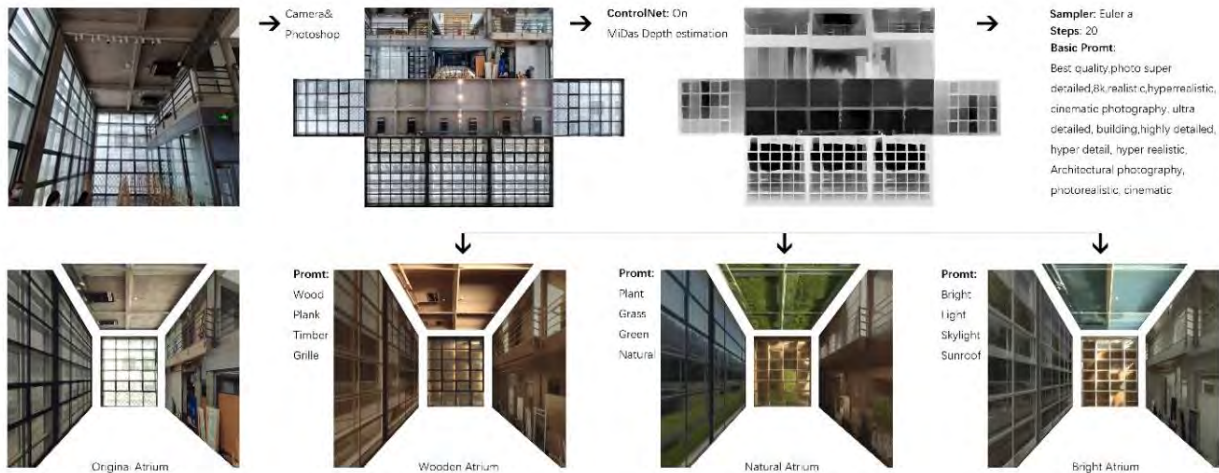 Camera&
Photoshop
ControlNet: On
MiDas Depth estimation
Sampler: Euler a
Steps: 20
Basic Promt:
Best quality,photo super
detailed,8k,realistic,hyperrealistic,
cinematic photography, ultra
detailed, building,highly detailed,
hyper detail, hyper realistic,
Architectural photography,
photorealistic, cinematic
Promt:
Wood
Plank
Timber
Grille
Promt:
Plant
Grass
Green
Natural
Promt:
Bright
Light
Skylight
Sunroof
Original Atrium
Wooden Atrium
Natural Atrium
Bright Atrium